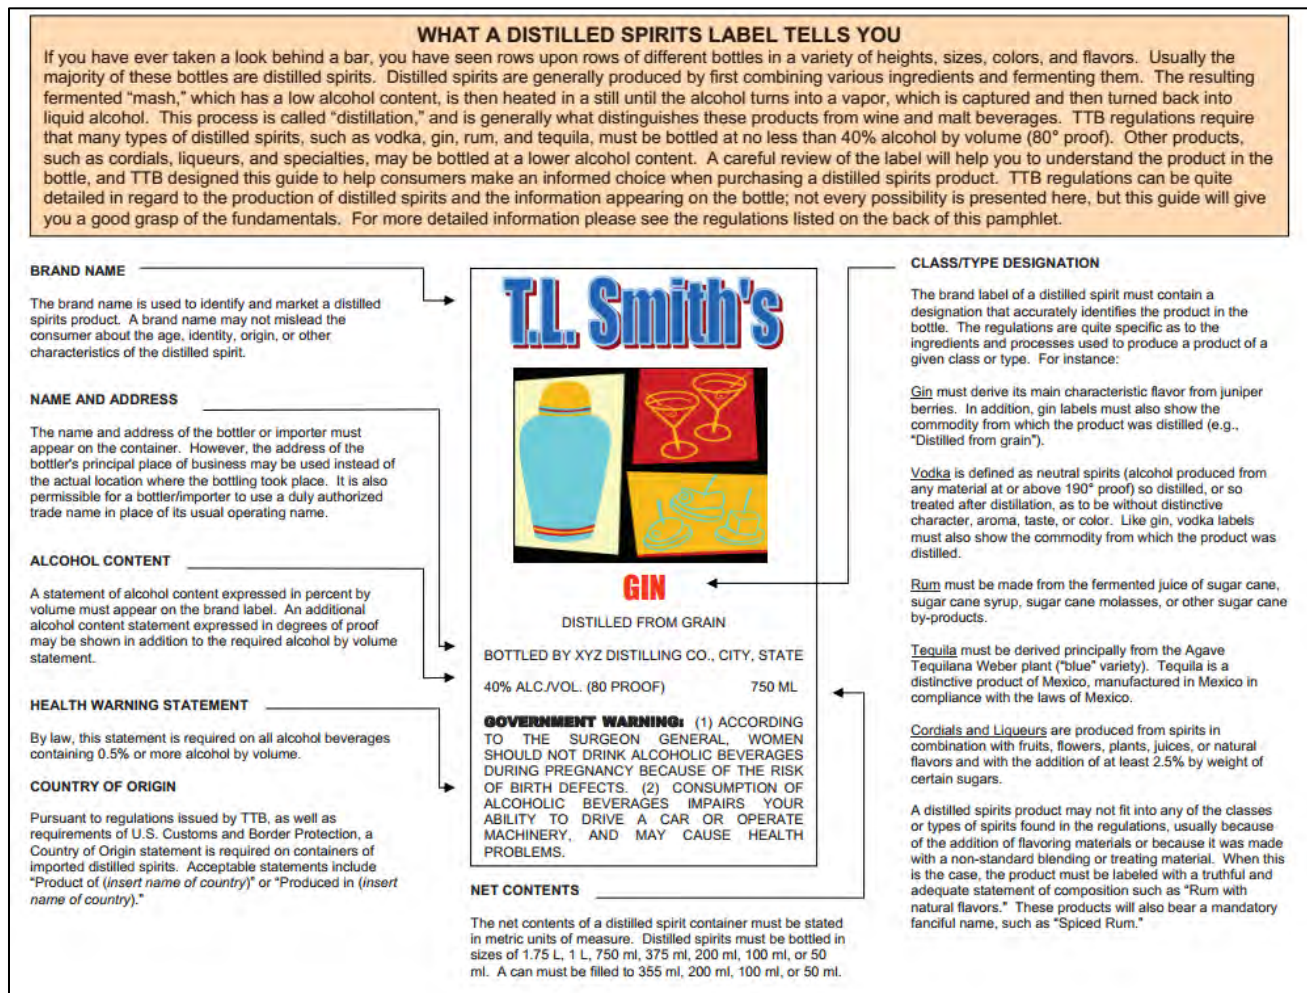 WHAT A DISTILLED SPIRITS LABEL TELLS YOU
If you have ever taken a look behind a bar, you have seen rows upon rows of different bottles in a variety of heights, sizes, colors, and flavors. Usually the
majority of these bottles are distilled spirits. Distilled spirits are generally produced by first combining various ingredients and fermenting them. The resulting
fermented “mash,” which has a low alcohol content, is then heated in a still until the alcohol turns into a vapor, which is captured and then turned back into
liquid alcohol. This process is called “distillation,” and is generally what distinguishes these products from wine and malt beverages. TTB regulations require
that many types of distilled spirits, such as vodka, gin, rum, and tequila, must be bottled at no less than 40% alcohol by volume (80° proof). Other products,
such as cordials, liqueurs, and specialties, may be bottled at a lower alcohol content. A careful review of the label will help you to understand the product in the
bottle, and TTB designed this guide to help consumers make an informed choice when purchasing a distilled spirits product. TTB regulations can be quite
detailed in regard to the production of distilled spirits and the information appearing on the bottle; not every possibility is presented here, but this guide will give
you a good grasp of the fundamentals. For more detailed information please see the regulations listed on the back of this pamphlet.
BRAND NAME
The brand name is used to identify and market a distilled
spirits product. A brand name may not mislead the
consumer about the age, identity, origin, or other
characteristics of the distilled spirit.
NAME AND ADDRESS
The name and address of the bottler or importer must
appear on the container. However, the address of the
bottler's principal place of business may be used instead of
the actual location where the bottling took place. It is also
permissible for a bottler/importer to use a duly authorized
trade name in place of its usual operating name.
ALCOHOL CONTENT
A statement of alcohol content expressed in percent by
volume must appear on the brand label. An additional
alcohol content statement expressed in degrees of proof
may be shown in addition to the required alcohol by volume
statement.
HEALTH WARNING STATEMENT
By law, this statement is required on all alcohol beverages
containing 0.5% or more alcohol by volume.
COUNTRY OF ORIGIN
Pursuant to regulations issued by TTB, as well as
requirements of U.S. Customs and Border Protection, a
Country of Origin statement is required on containers of
imported distilled spirits. Acceptable statements include
“Product of (insert name of country)” or “Produced in (insert
name of country).”
T.L. Smith's
GIN
DISTILLED FROM GRAIN
BOTTLED BY XYZ DISTILLING CO., CITY, STATE
40% ALC./VOL. (80 PROOF) 750 ML
GOVERNMENT WARNING: (1) ACCORDING
TO THE SURGEON GENERAL, WOMEN
SHOULD NOT DRINK ALCOHOLIC BEVERAGES
DURING PREGNANCY BECAUSE OF THE RISK
OF BIRTH DEFECTS. (2) CONSUMPTION OF
ALCOHOLIC BEVERAGES IMPAIRS YOUR
ABILITY TO DRIVE A CAR OR OPERATE
MACHINERY, AND MAY CAUSE HEALTH
PROBLEMS.
NET CONTENTS
The net contents of a distilled spirit container must be stated
in metric units of measure. Distilled spirits must be bottled in
sizes of 1.75 L, 1 L, 750 ml, 375 ml, 200 ml, 100 ml, or 50
ml. A can must be filled to 355 ml, 200 ml, 100 ml, or 50 ml.
CLASS/TYPE DESIGNATION
The brand label of a distilled spirit must contain a
designation that accurately identifies the product in the
bottle. The regulations are quite specific as to the
ingredients and processes used to produce a product of a
given class or type. For instance:
Gin must derive its main characteristic flavor from juniper
berries. In addition, gin labels must also show the
commodity from which the product was distilled (e.g.,
“Distilled from grain”).
Vodka is defined as neutral spirits (alcohol produced from
any material at or above 190° proof) so distilled, or so
treated after distillation, as to be without distinctive
character, aroma, taste, or color. Like gin, vodka labels
must also show the commodity from which the product was
distilled.
Rum must be made from the fermented juice of sugar cane,
sugar cane syrup, sugar cane molasses, or other sugar cane
by-products.
Tequila must be derived principally from the Agave
Tequilana Weber plant (“blue” variety). Tequila is a
distinctive product of Mexico, manufactured in Mexico in
compliance with the laws of Mexico.
Cordials and Liqueurs are produced from spirits in
combination with fruits, flowers, plants, juices, or natural
flavors and with the addition of at least 2.5% by weight of
certain sugars.
A distilled spirits product may not fit into any of the classes
or types of spirits found in the regulations, usually because
of the addition of flavoring materials or because it was made
with a non-standard blending or treating material. When this
is the case, the product must be labeled with a truthful and
adequate statement of composition such as “Rum with
natural flavors.” These products will also bear a mandatory
fanciful name, such as “Spiced Rum.”